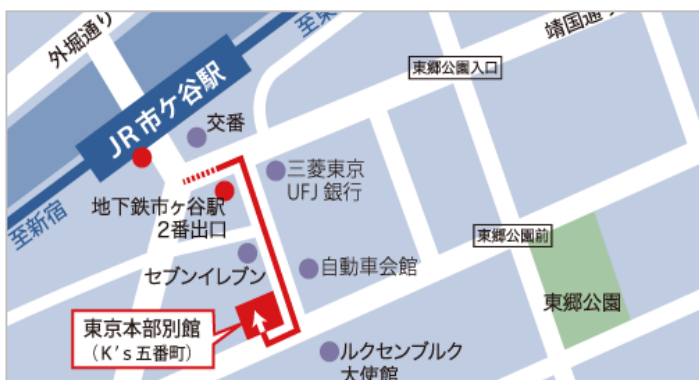 外堀通り
至東
靖国通り
東郷公園入口
JR市ケ谷駅
交番
三菱東京
UFJ銀行
地下鉄市ヶ谷駅
2番出口
至新宿
東郷公園前
セブンイレブン
自動車会館
東郷公園
東京本部別館
（K's五番町）
ルクセンブルク
大使館